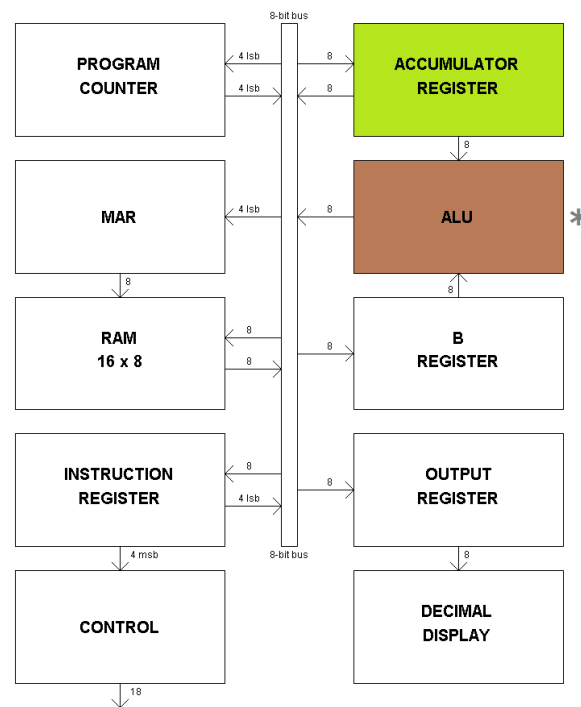 8-bit bus
PROGRAM
COUNTER
4 lsb
4 lsb
8
8
ACCUMULATOR
REGISTER
8
MAR
4 lsb
8
ALU
*
8
8
RAM
16 x 8
8
8
8
B
REGISTER
INSTRUCTION
REGISTER
8
4 lsb
8
OUTPUT
REGISTER
8-bit bus
4 msb
8
CONTROL
DECIMAL
DISPLAY
18